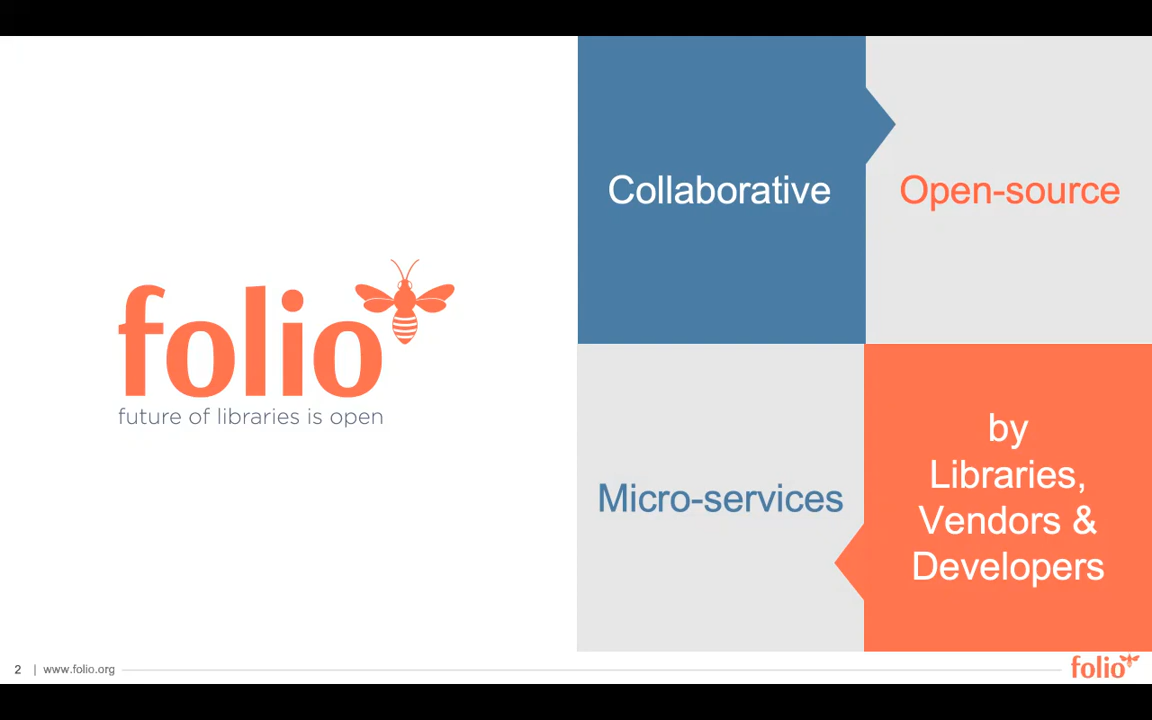 folio
future of libraries is open
Collaborative
Open-source
Micro-services
by
Libraries,
Vendors &
Developers
2 | www.folio.org
folio